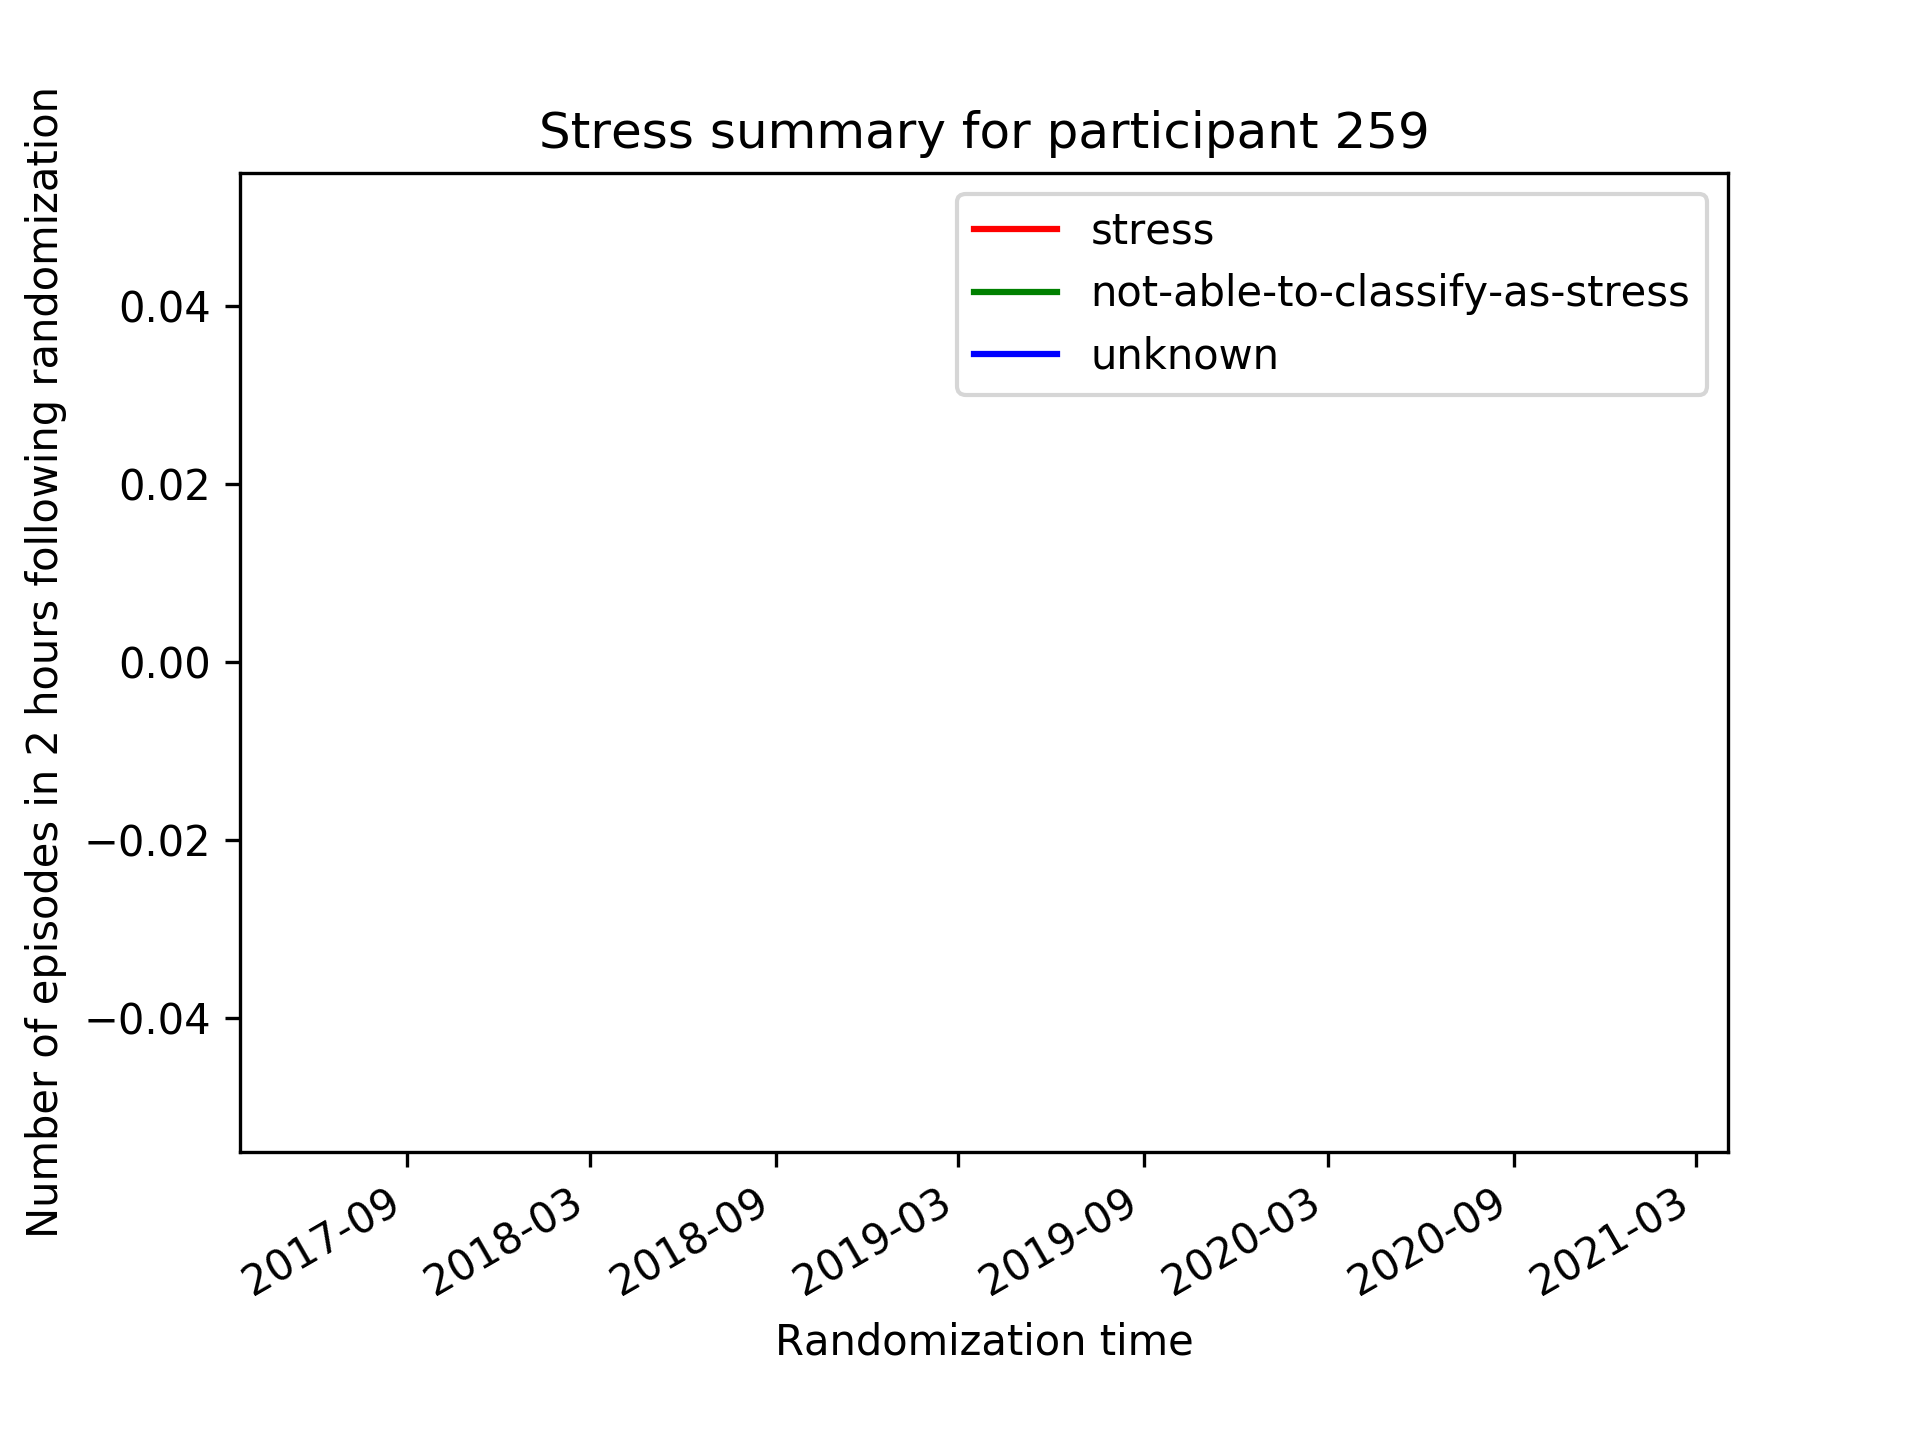 Stress summary for participant 259
stress
not-able-to-classify-as-stress
unknown
Number of episodes in 2 hours following randomization
0.04
0.02
0.00
−0.02
−0.04
2017-09
2018-03
2018-09
2019-03
2019-09
2020-03
2020-09
2021-03
Randomization time